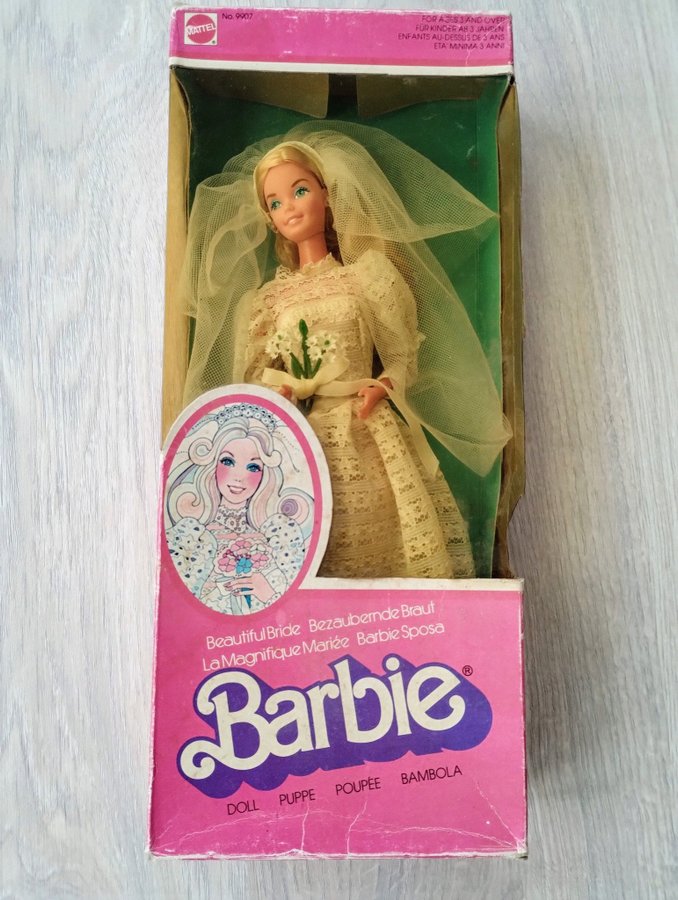 MATTEL
No. 9907
FOR AGES 3 AND OVER
FÜR KINDER AB 3 JAHREN
ENFANTS AU-DESSUS DE 3 ANS
ETA' MINIMA 3 ANNI
Beautiful Bride Bezaubernde Braut
La Magnifique Mariée Barbie Sposa
Barbie®
DOLL PUPPE POUPÉE BAMBOLA